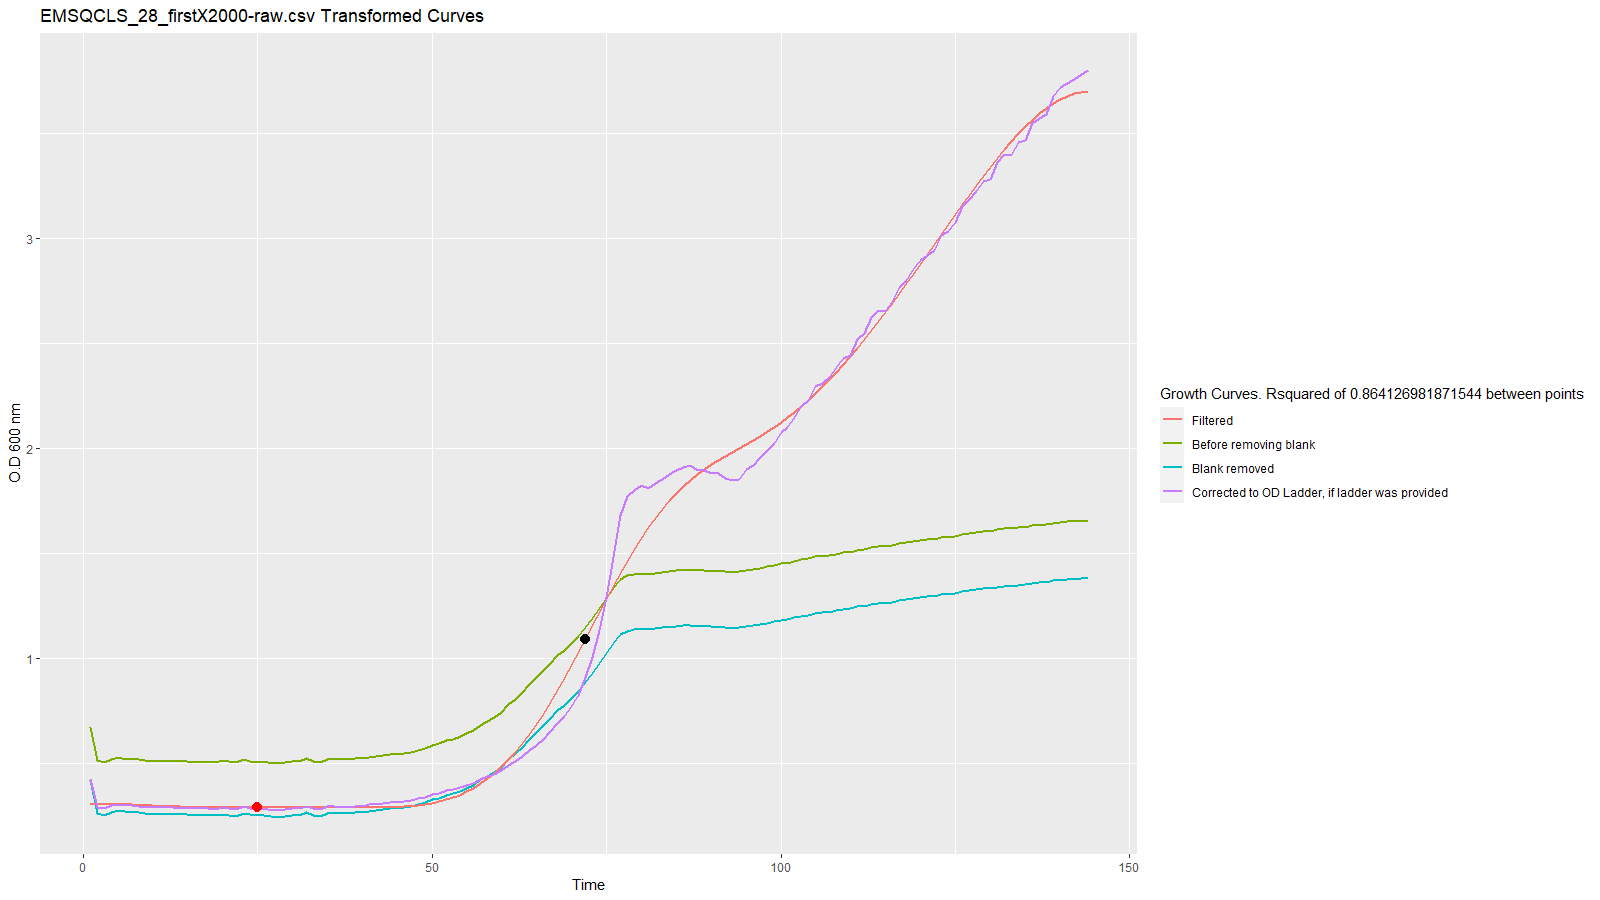 EMSQCLS_28_firstX2000-raw.csv Transformed Curves
O.D 600 nm
3
2
1
0
50
100
150
Time
Growth Curves. Rsquared of 0.864126981871544 between points
Filtered
Before removing blank
Blank removed
Corrected to OD Ladder, if ladder was provided